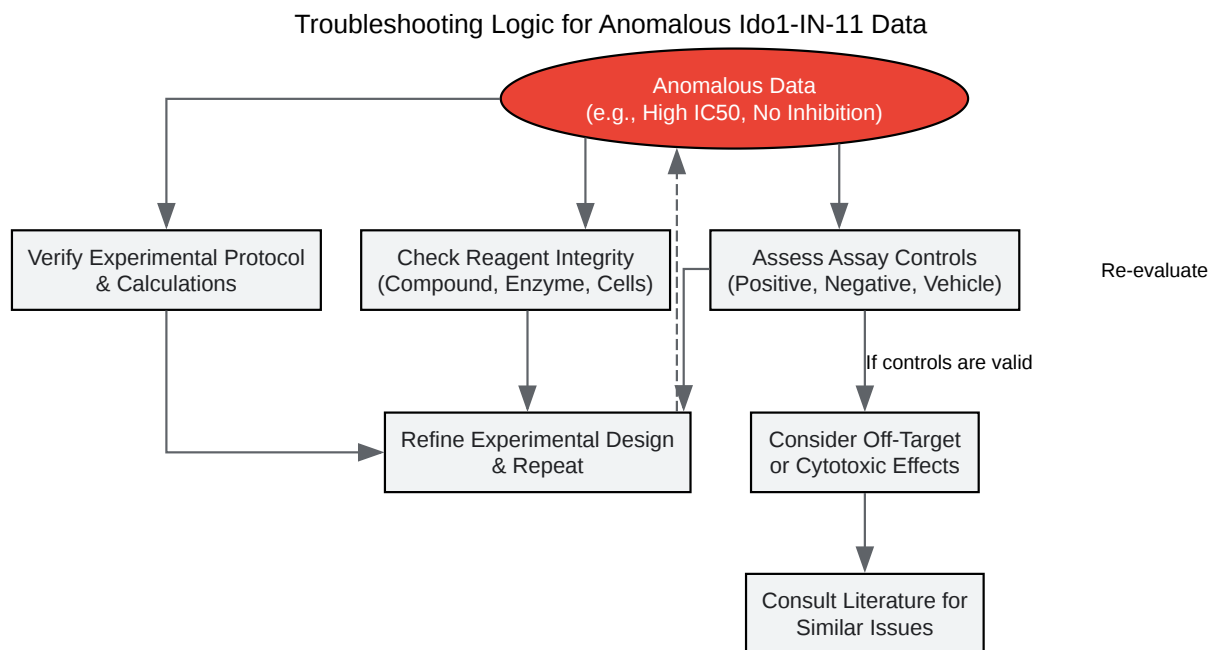 Troubleshooting Logic for Anomalous Ido1-IN-11 Data
Anomalous Data
(e.g., High IC50, No Inhibition)
Verify Experimental Protocol
& Calculations
Check Reagent Integrity
(Compound, Enzyme, Cells)
Assess Assay Controls
(Positive, Negative, Vehicle)
Re-evaluate
If controls are valid
Refine Experimental Design
& Repeat
Consider Off-Target
or Cytotoxic Effects
Consult Literature for
Similar Issues